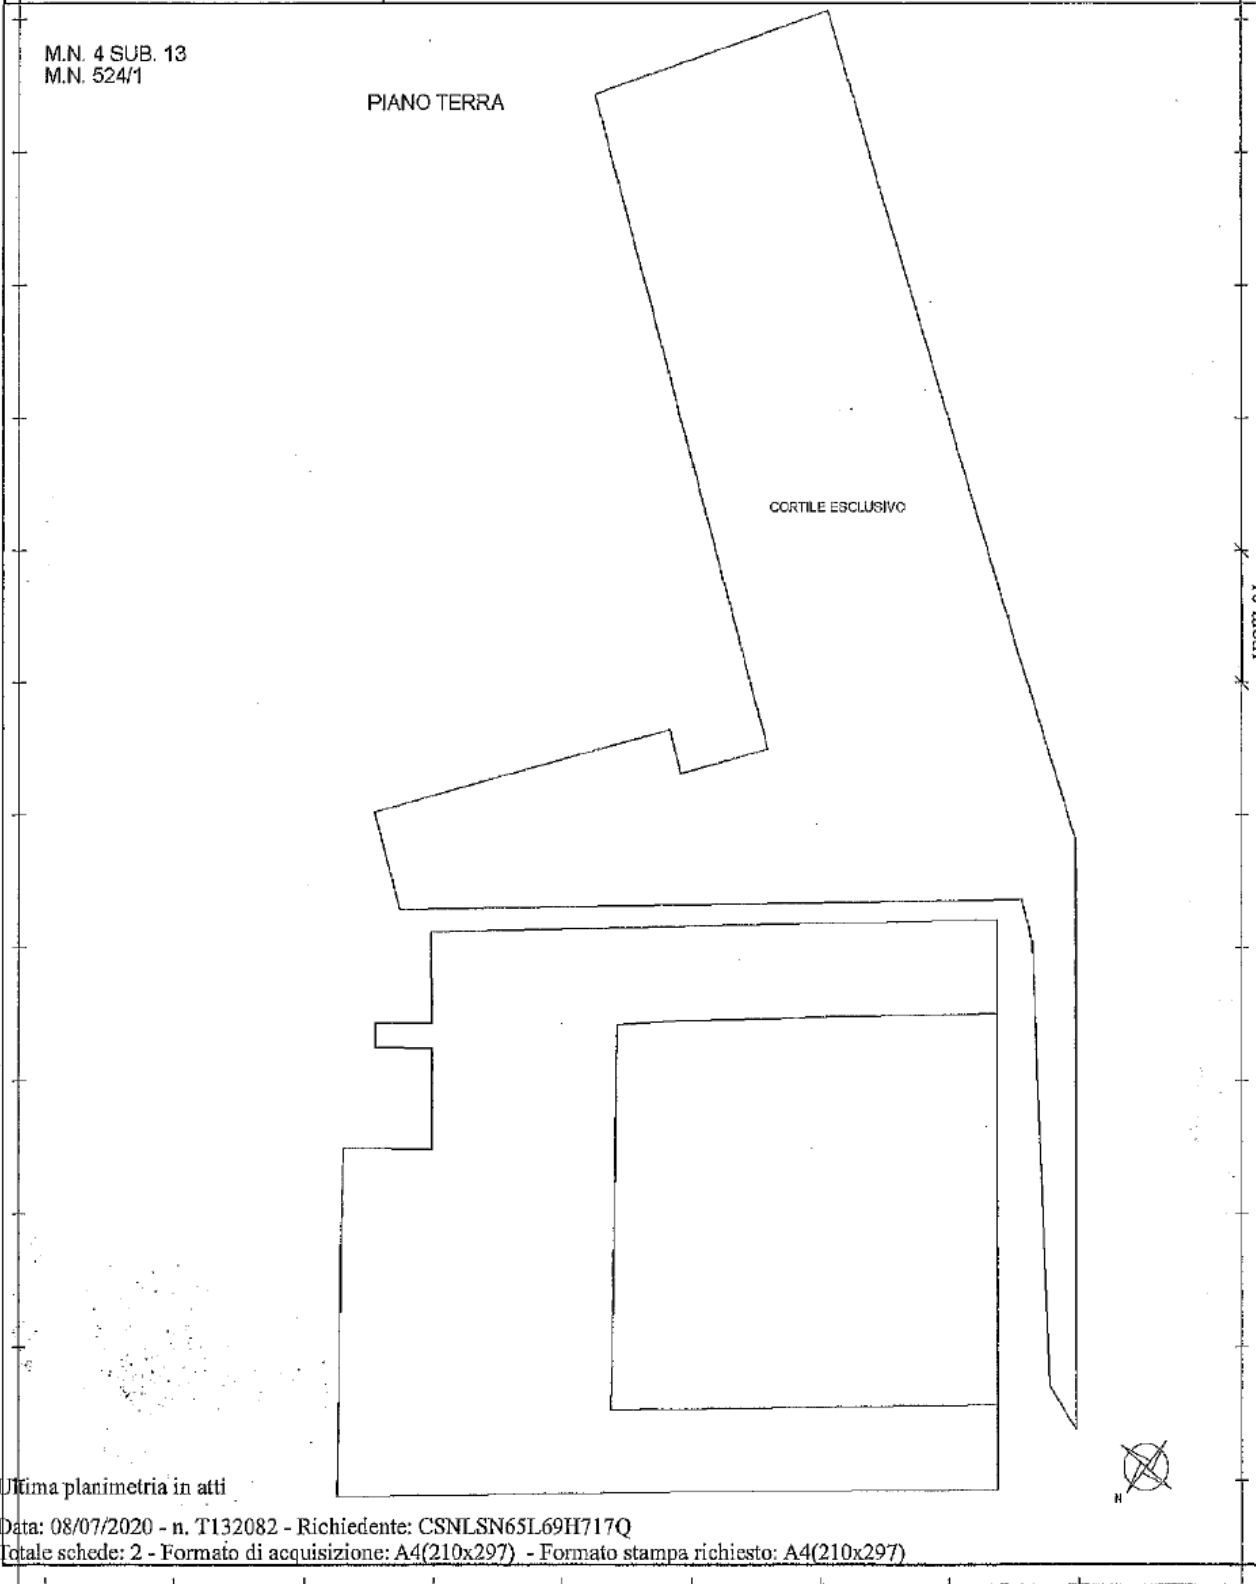 M.N. 4 SUB. 13
M.N. 524/1
PIANO TERRA
CORTILE ESCLUSIVO
N
Ultima planimetria in atti
Data: 08/07/2020 - n. T132082 - Richiedente: CSNLSN65L69H717Q
Totale schede: 2 - Formato di acquisizione: A4(210x297) - Formato stampa richiesto: A4(210x297)